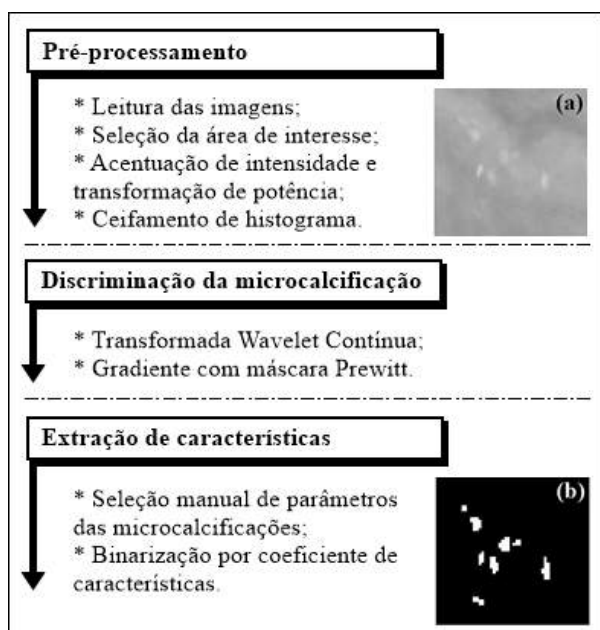 Pré-processamento
* Leitura das imagens;
(a)
* Seleção da área de interesse;
* Acentuação de intensidade e
transformação de potência;
* Ceifamento de histograma.
Discriminação da microcalcificação
* Transformada Wavelet Contínua;
* Gradiente com máscara Prewitt.
Extração de características
* Seleção manual de parâmetros
(b)
das microcalcificações;
* Binarização por coeficiente de
características.